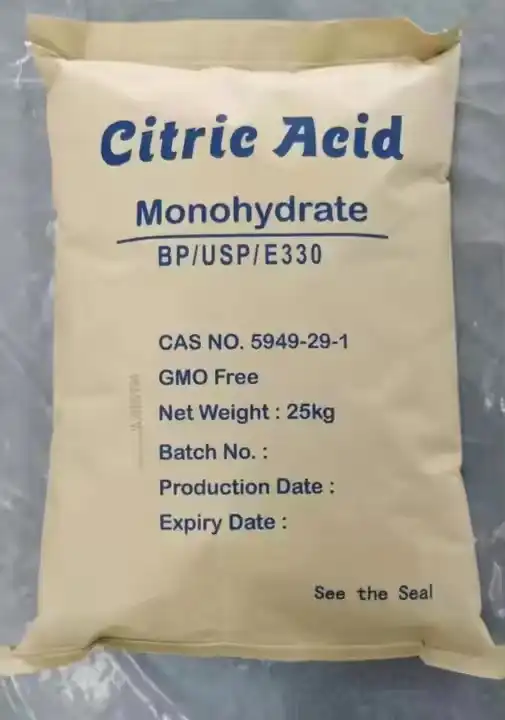 Citric Acid
Monohydrate
BP/USP/E330
CAS NO. 5949-29-1
GMO Free
Net Weight : 25kg
Batch No. :
Production Date :
Expiry Date :
See the Seal